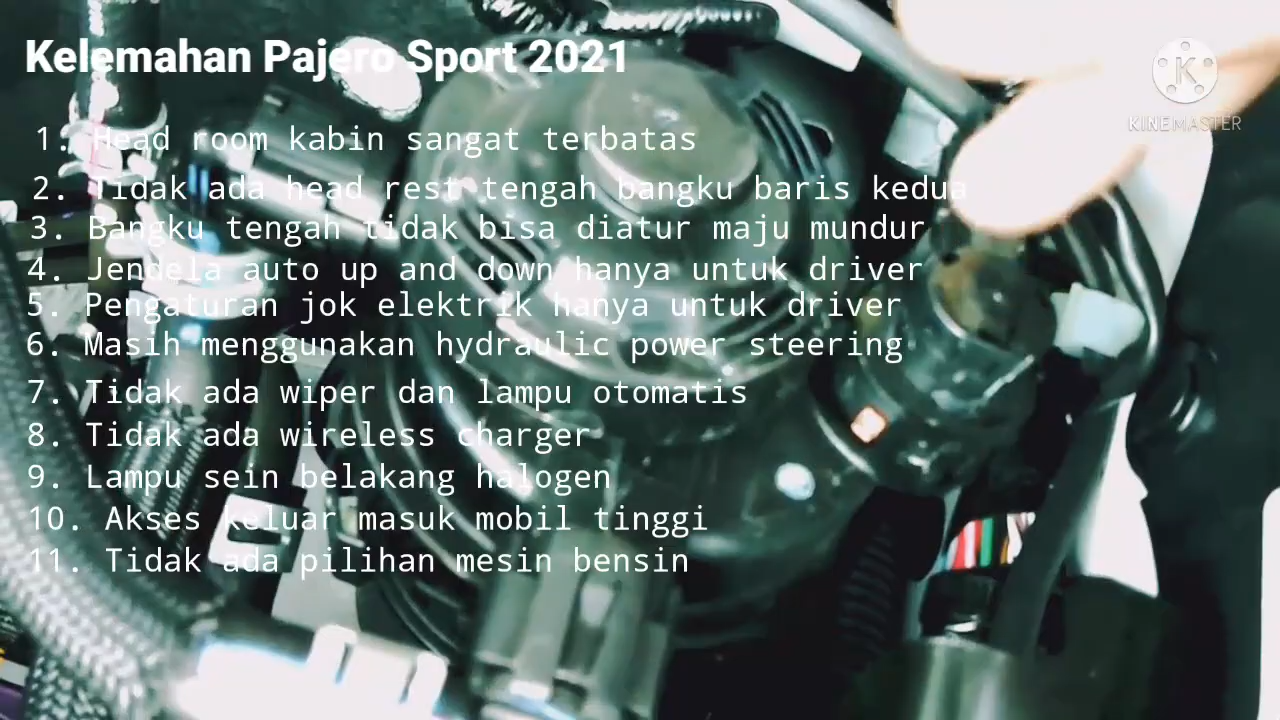 Kelemahan Pajero Sport 2021
KINEMASTER
1. Head room kabin sangat terbatas
2. Tidak ada head rest tengah bangku baris kedua
3. Bangku tengah tidak bisa diatur maju mundur
4. Jendela auto up and down hanya untuk driver
5. Pengaturan jok elektrik hanya untuk driver
6. Masih menggunakan hydraulic power steering
7. Tidak ada wiper dan lampu otomatis
8. Tidak ada wireless charger
9. Lampu sein belakang halogen
10. Akses keluar masuk mobil tinggi
11. Tidak ada pilihan mesin bensin